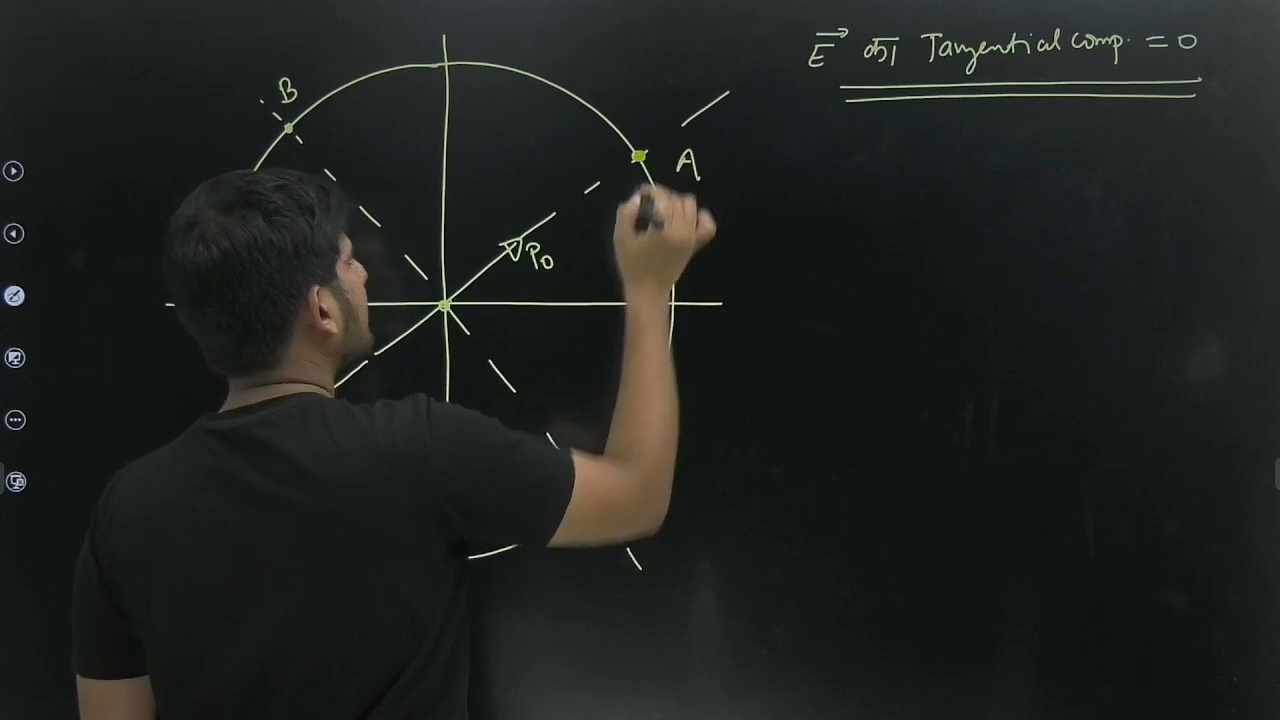 E⃗ का Tangential comp. = 0
B
A
P0